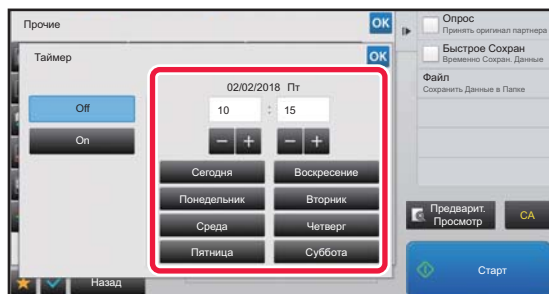 Прочие
OK
Таймер
OK
02/02/2018 Пт
10 : 15
Off
On
− + − +
Сегодня
Воскресение
Понедельник
Вторник
Среда
Четверг
Пятница
Суббота
Назад
Опрос
Принять оригинал партнера
Быстрое Сохран
Временно Сохран. Данные
Файл
Сохранить Данные в Папке
Предварит.
Просмотр
CA
Старт